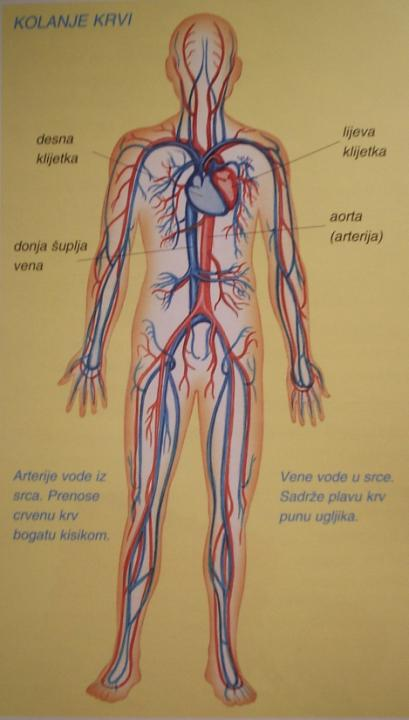 KOLANJE KRVI
desna
klijetka
lijeva
klijetka
aorta
(arterija)
donja šuplja
vena
Arterije vode iz
srca. Prenose
crvenu krv
bogatu kisikom.
Vene vode u srce.
Sadrže plavu krv
punu ugljika.